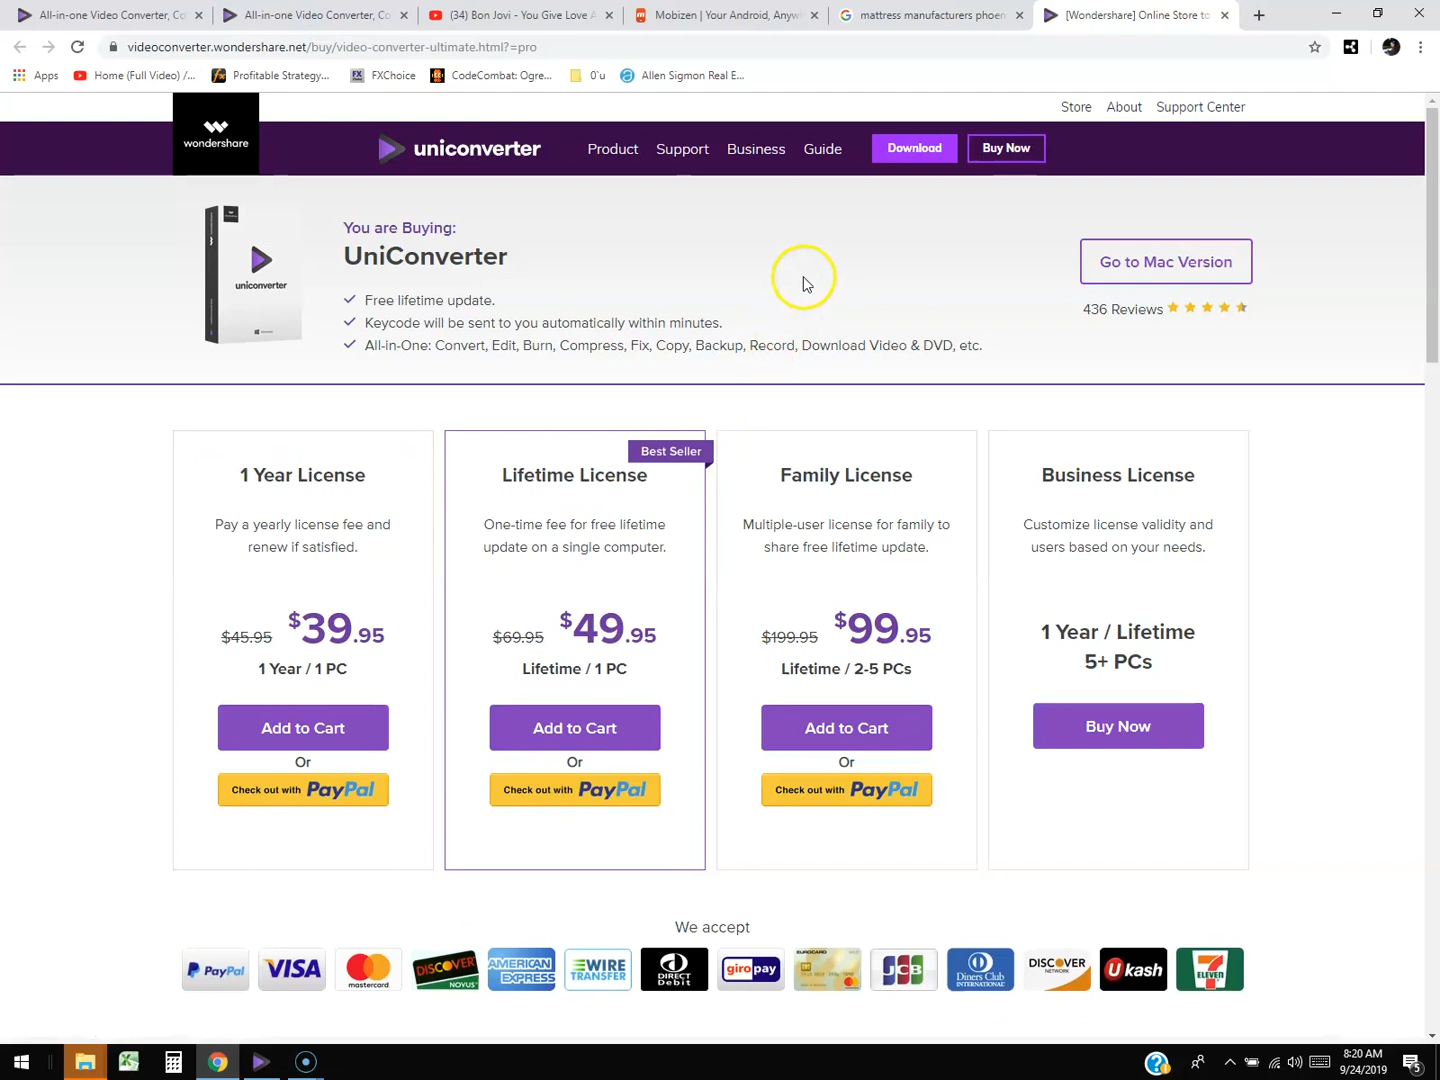 All-in-one Video Converter, Co
All-in-one Video Converter, Co
(34) Bon Jovi - You Give Love A
Mobizen | Your Android, Anyw
mattress manufacturers phoen
[Wondershare] Online Store to
videoconverter.wondershare.net/buy/video-converter-ultimate.html?=pro
Apps
Home (Full Video) /...
Profitable Strategy...
FXChoice
CodeCombat: Ogre...
0`u
Allen Sigmon Real E...
Store About Support Center
wondershare
uniconverter
Product Support Business Guide
Download
Buy Now
uniconverter
You are Buying:
UniConverter
Free lifetime update.
Keycode will be sent to you automatically within minutes.
All-in-One: Convert, Edit, Burn, Compress, Fix, Copy, Backup, Record, Download Video & DVD, etc.
Go to Mac Version
436 Reviews
1 Year License
Pay a yearly license fee and
renew if satisfied.
$45.95 $39.95
1 Year / 1 PC
Add to Cart
Or
Check out with PayPal
Best Seller
Lifetime License
One-time fee for free lifetime
update on a single computer.
$69.95 $49.95
Lifetime / 1 PC
Add to Cart
Or
Check out with PayPal
Family License
Multiple-user license for family to
share free lifetime update.
$199.95 $99.95
Lifetime / 2-5 PCs
Add to Cart
Or
Check out with PayPal
Business License
Customize license validity and
users based on your needs.
1 Year / Lifetime
5+ PCs
Buy Now
We accept
PayPal
VISA
mastercard
DISCOVER
NOVUS
AMERICAN
EXPRESS
WIRE
TRANSFER
DIRECT
Debit
giropay
EUROCARD
JCB
Diners Club
INTERNATIONAL
DISCOVER
NETWORK
Ukash
ELEVEN
8:20 AM
9/24/2019
5